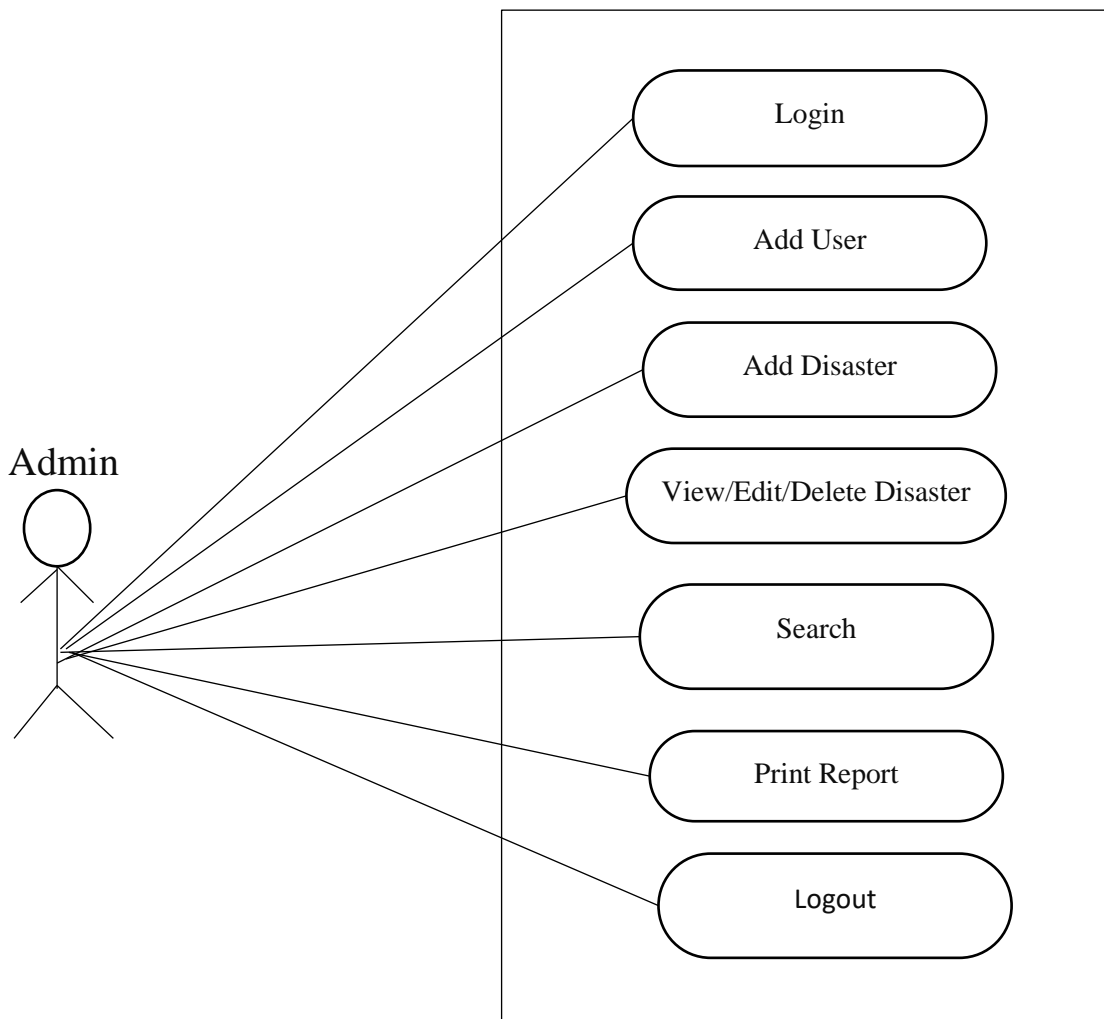 Login
Add User
Add Disaster
Admin
View/Edit/Delete Disaster
Search
Print Report
Logout